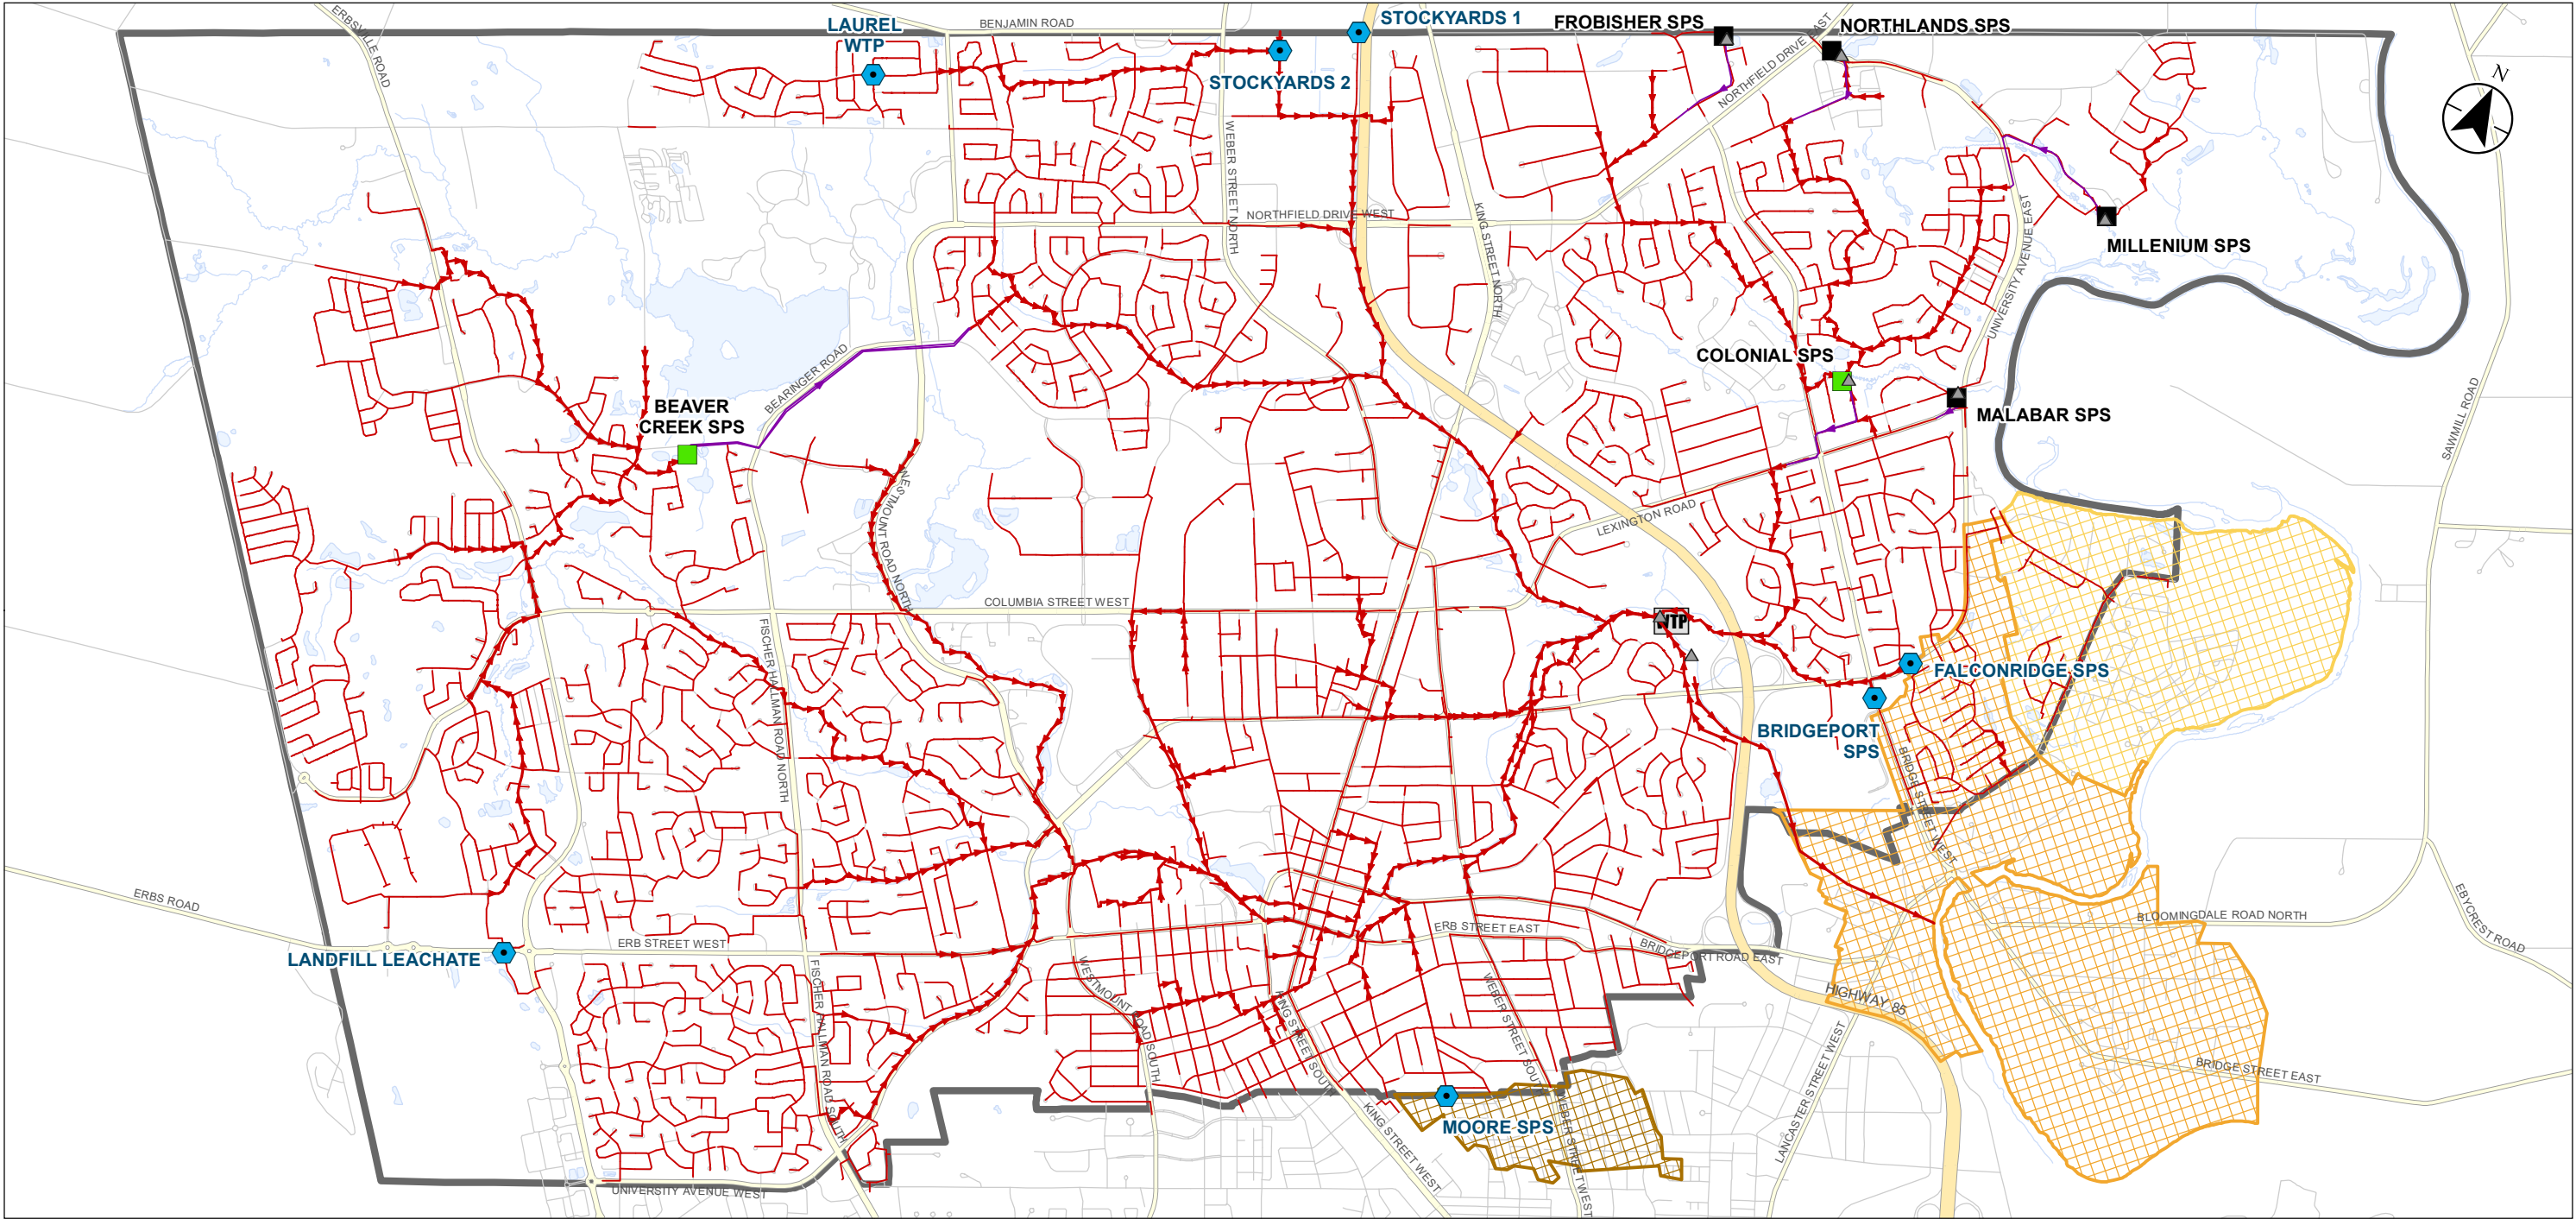 ERBSVILLE ROAD
LAUREL
WTP
BENJAMIN ROAD
STOCKYARDS 1
STOCKYARDS 2
FROBISHER SPS
NORTHLANDS SPS
NORTHFIELD DRIVE EAST
N
WEBER STREET NORTH
NORTHFIELD DRIVE WEST
KING STREET NORTH
UNIVERSITY AVENUE EAST
MILLENIUM SPS
BEARINGER ROAD
COLONIAL SPS
BEAVER
CREEK SPS
MALABAR SPS
SAWMILL ROAD
WESTMOUNT ROAD NORTH
LEXINGTON ROAD
COLUMBIA STREET WEST
WTP
FISCHER HALLMAN ROAD NORTH
FALCONRIDGE SPS
BRIDGEPORT
SPS
BRIDGE STREET WEST
ERBS ROAD
ERB STREET WEST
ERB STREET EAST
BRIDGEPORT ROAD EAST
BLOOMINGDALE ROAD NORTH
EBYCREST ROAD
LANDFILL LEACHATE
FISCHER HALLMAN ROAD SOUTH
WESTMOUNT ROAD SOUTH
KING STREET SOUTH
WEBER STREET SOUTH
HIGHWAY 85
LANCASTER STREET WEST
BRIDGE STREET EAST
MOORE SPS
KING STREET WEST
WEBER STREET WEST
UNIVERSITY AVENUE WEST